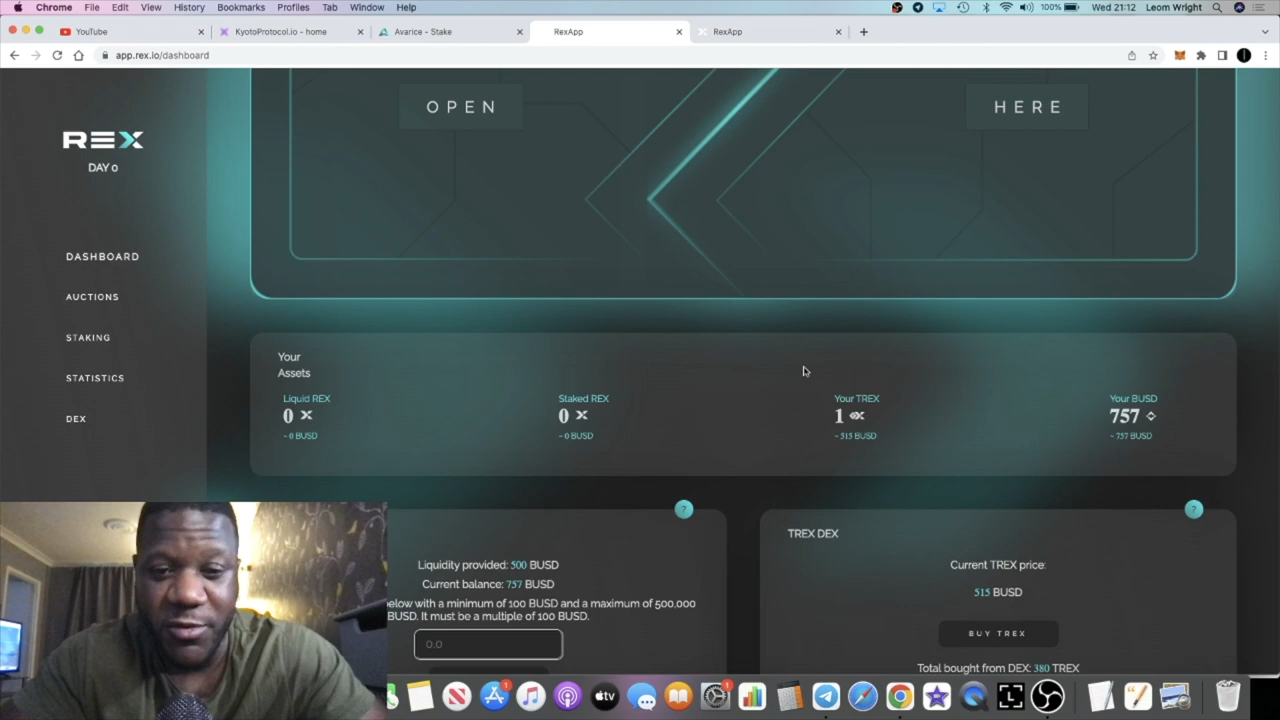 Chrome File Edit View History Bookmarks Profiles Tab Window Help 100% Wed 21:12 Leom Wright
YouTube KyotoProtocol.io - home Avarice - Stake RexApp RexApp
app.rex.io/dashboard
REX
DAY 0
DASHBOARD
AUCTIONS
STAKING
STATISTICS
DEX
OPEN HERE
Your
Assets
Liquid REX Staked REX Your TREX Your BUSD
0 0 1 757
~ 0 BUSD ~ 0 BUSD ~ 515 BUSD ~ 757 BUSD
? ?
Liquidity provided: 500 BUSD
Current balance: 757 BUSD
below with a minimum of 100 BUSD and a maximum of 500,000
BUSD. It must be a multiple of 100 BUSD.
0.0
TREX DEX
Current TREX price:
515 BUSD
BUY TREX
Total bought from DEX: 380 TREX
1 tv 1